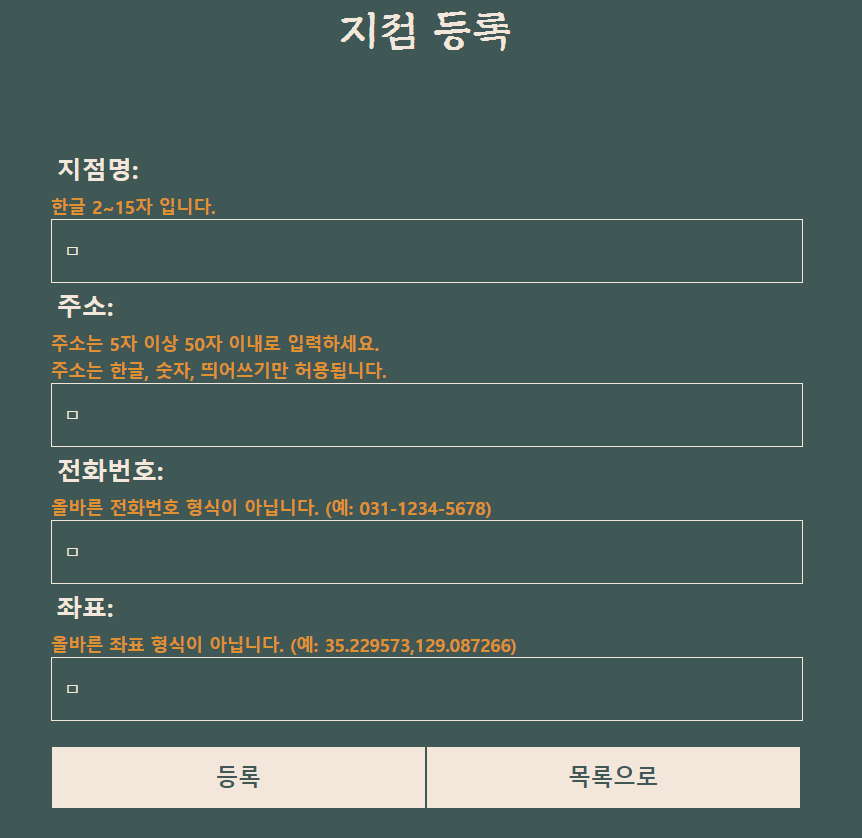 지점 등록
지점명:
한글 2~15자 입니다.
ㅁ
주소:
주소는 5자 이상 50자 이내로 입력하세요.
주소는 한글, 숫자, 띄어쓰기만 허용됩니다.
ㅁ
전화번호:
올바른 전화번호 형식이 아닙니다. (예: 031-1234-5678)
ㅁ
좌표:
올바른 좌표 형식이 아닙니다. (예: 35.229573,129.087266)
ㅁ
등록
목록으로